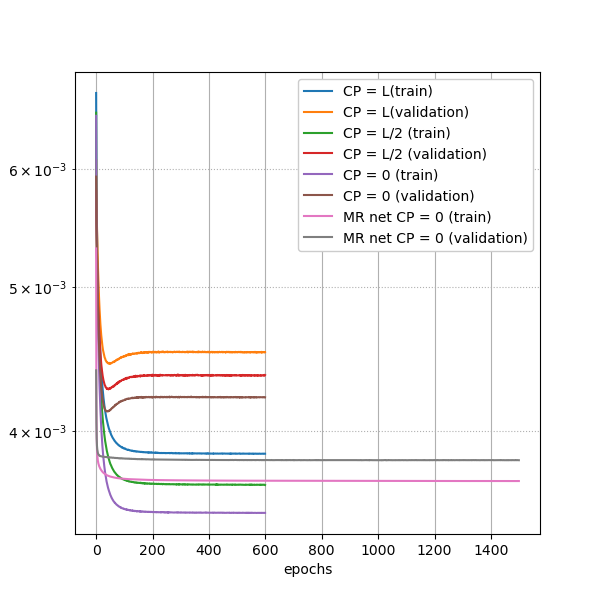 CP = L(train)
CP = L(validation)
CP = L/2 (train)
CP = L/2 (validation)
CP = 0 (train)
CP = 0 (validation)
MR net CP = 0 (train)
MR net CP = 0 (validation)
6 × 10⁻³
5 × 10⁻³
4 × 10⁻³
0 200 400 600 800 1000 1200 1400
epochs